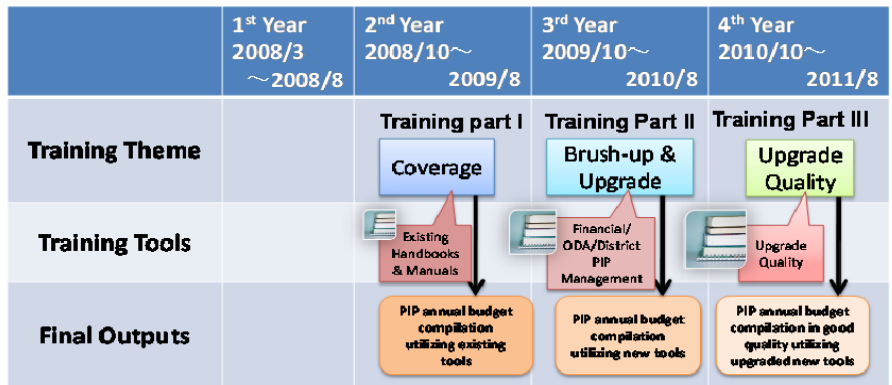 1st Year
2008/3
～2008/8
2nd Year
2008/10～
2009/8
3rd Year
2009/10～
2010/8
4th Year
2010/10～
2011/8
Training Theme
Training part I
Coverage
Training Part II
Brush-up &
Upgrade
Training Part III
Upgrade
Quality
Training Tools
Existing
Handbooks
& Manuals
Financial/
ODA/District
PIP
Management
Upgrade
Quality
Final Outputs
PIP annual budget
compilation
utilizing existing
tools
PIP annual budget
compilation
utilizing new tools
PIP annual budget
compilation in good
quality utilizing
upgraded new tools